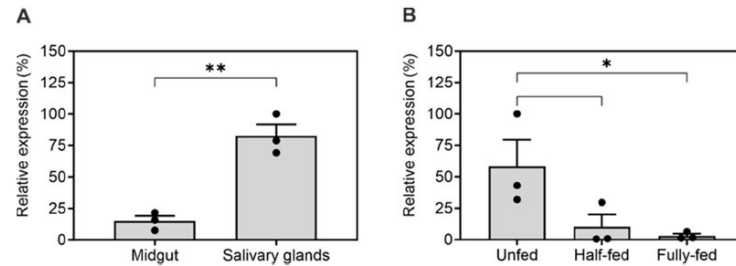 A
Relative expression (%)
150
125
100
75
50
25
0
**
Midgut
Salivary glands
B
Relative expression (%)
150
125
100
75
50
25
0
*
Unfed
Half-fed
Fully-fed